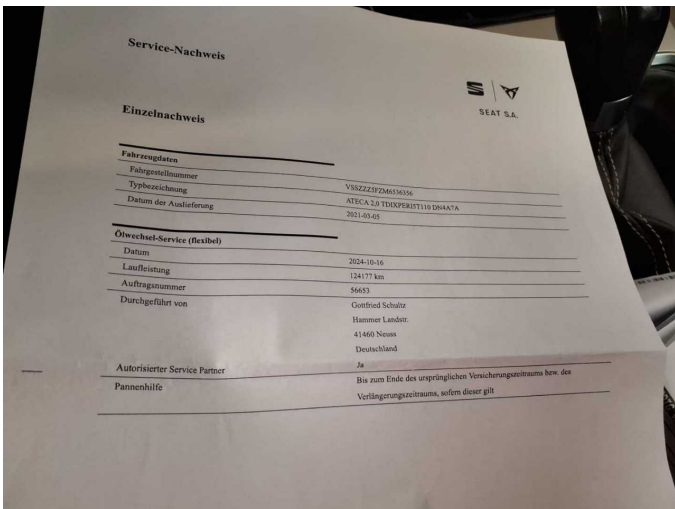 Service-Nachweis
SEAT S.A.
Einzelnachweis
Fahrzeugdaten
Fahrgestellnummer VSSZZZ5FZM6536356
Typbezeichnung ATECA 2,0 TDIXPERI5T110 DN4A7A
Datum der Auslieferung 2021-03-05
Ölwechsel-Service (flexibel)
Datum 2024-10-16
Laufleistung 124177 km
Auftragsnummer 56653
Durchgeführt von Gottfried Schultz
Hammer Landstr.
41460 Neuss
Deutschland
Autorisierter Service Partner Ja
Pannenhilfe Bis zum Ende des ursprünglichen Versicherungszeitraums bzw. des
Verlängerungszeitraums, sofern dieser gilt